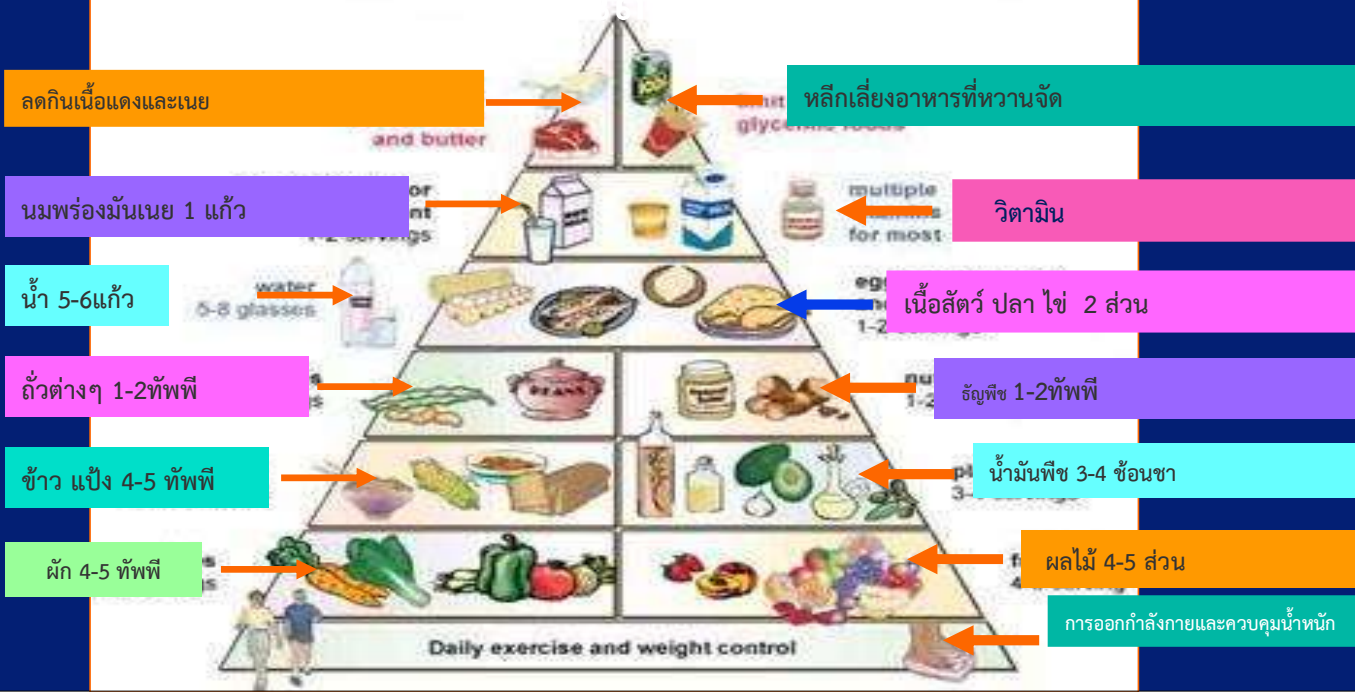 ลดกินเนื้อแดงและเนย
หลีกเลี่ยงอาหารที่หวานจัด
and butter
glycemic foods
นมพร่องมันเนย 1 แก้ว
multiple
for most
วิตามิน
น้ำ 5-6แก้ว
water
5-8 glasses
เนื้อสัตว์ ปลา ไข่ 2 ส่วน
ถั่วต่างๆ 1-2ทัพพี
BEANS
ธัญพืช 1-2ทัพพี
ข้าว แป้ง 4-5 ทัพพี
น้ำมันพืช 3-4 ช้อนชา
ผัก 4-5 ทัพพี
ผลไม้ 4-5 ส่วน
การออกกำลังกายและควบคุมน้ำหนัก
Daily exercise and weight control